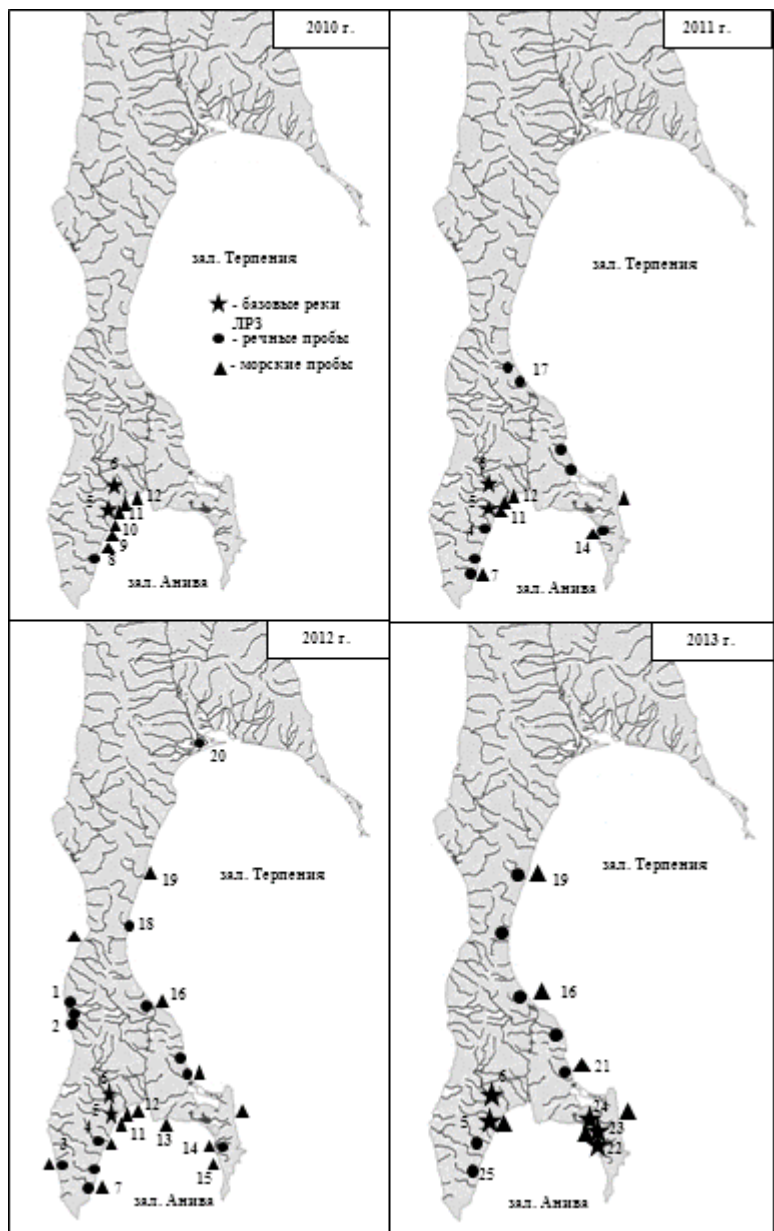 2010 г.
зал. Терпения
- базовые реки
ЛРЗ
- речные пробы
- морские пробы
6
5
12
11
10
9
8
зал. Анива
2011 г.
зал. Терпения
17
6
5
12
11
4
14
7
зал. Анива
2012 г.
20
19
зал. Терпения
18
1
16
2
6
5
12
4
11
13
3
14
15
7
зал. Анива
2013 г.
зал. Терпения
19
16
21
6
24
5
23
22
25
зал. Анива